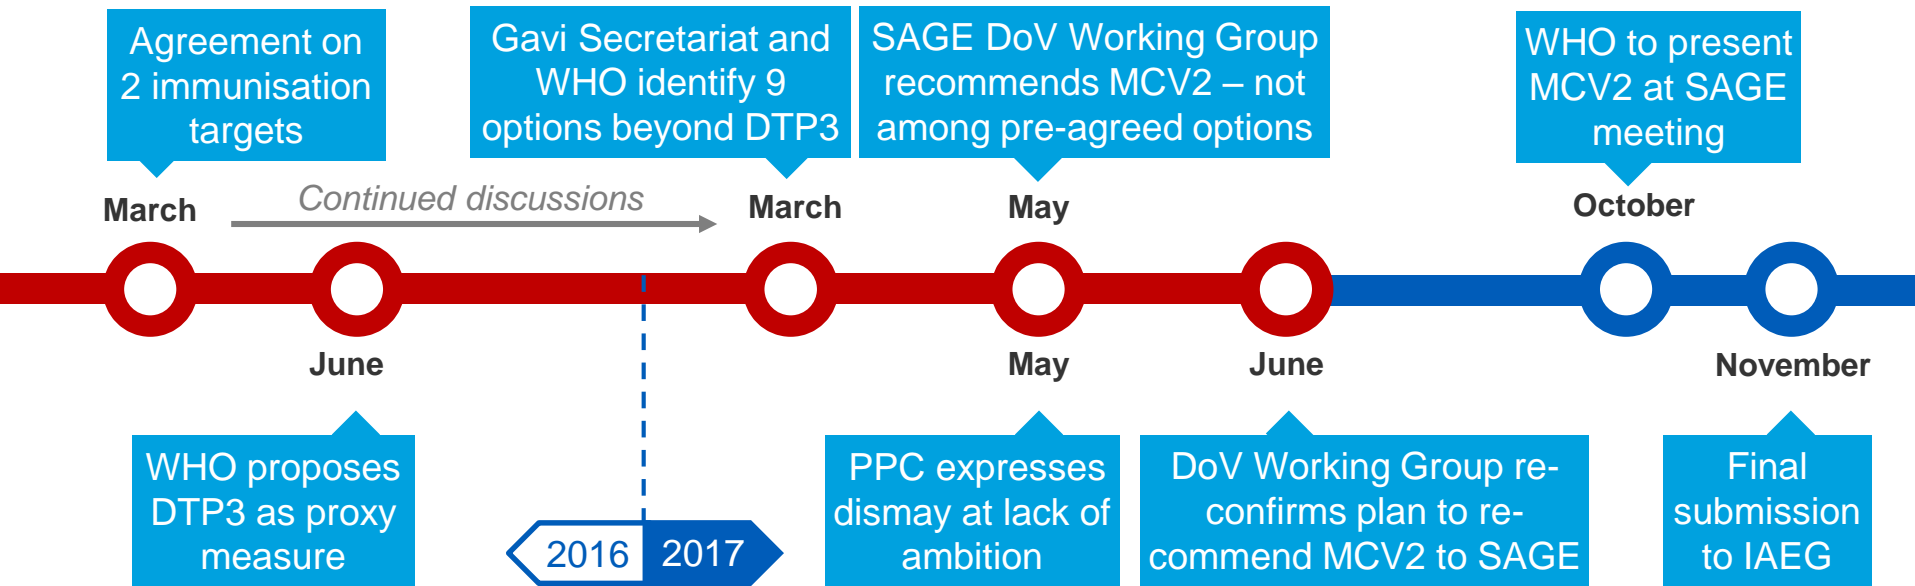 Agreement on
2 immunisation
targets
Gavi Secretariat and
WHO identify 9
options beyond DTP3
SAGE DoV Working Group
recommends MCV2 – not
among pre-agreed options
WHO to present
MCV2 at SAGE
meeting
March
Continued discussions
March
May
October
June
May
June
November
WHO proposes
DTP3 as proxy
measure
2016
2017
PPC expresses
dismay at lack of
ambition
DoV Working Group re-
confirms plan to re-
commend MCV2 to SAGE
Final
submission
to IAEG